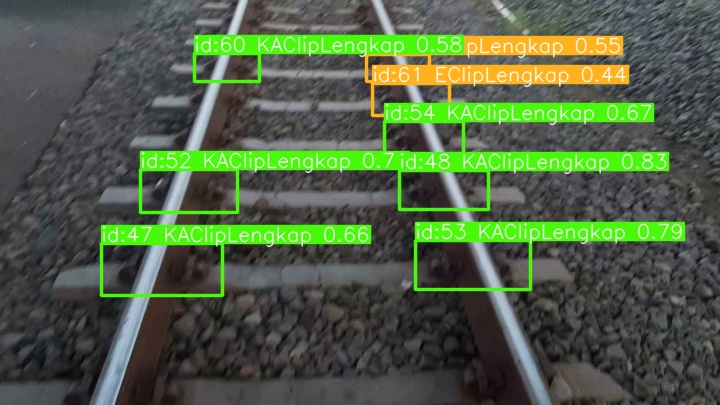 id:60 KAClipLengkap 0.58
pLengkap 0.55
id:61 EClipLengkap 0.44
id:54 KAClipLengkap 0.67
id:52 KAClipLengkap 0.7
id:48 KAClipLengkap 0.83
id:47 KAClipLengkap 0.66
id:53 KAClipLengkap 0.79